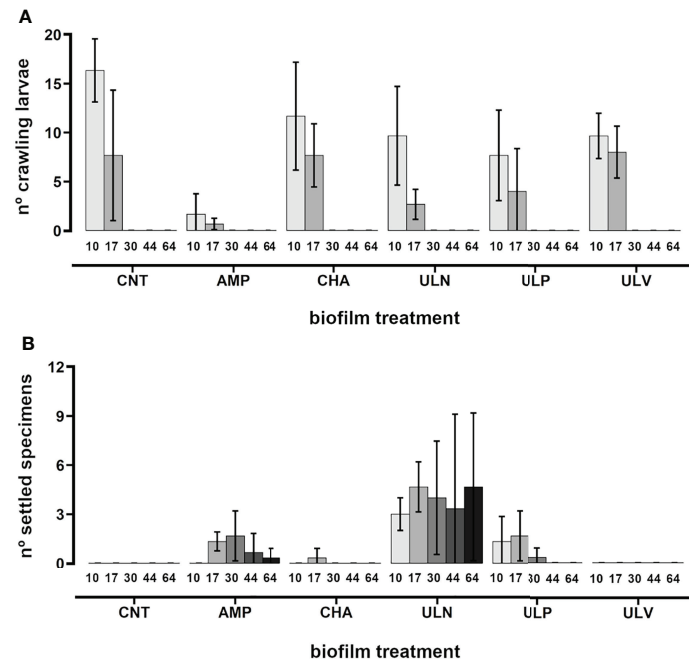 A
nº crawling larvae
20
15
10
5
0
10 17 30 44 64 10 17 30 44 64 10 17 30 44 64 10 17 30 44 64 10 17 30 44 64 10 17 30 44 64
CNT AMP CHA ULN ULP ULV
biofilm treatment
B
nº settled specimens
12
9
6
3
0
10 17 30 44 64 10 17 30 44 64 10 17 30 44 64 10 17 30 44 64 10 17 30 44 64 10 17 30 44 64
CNT AMP CHA ULN ULP ULV
biofilm treatment